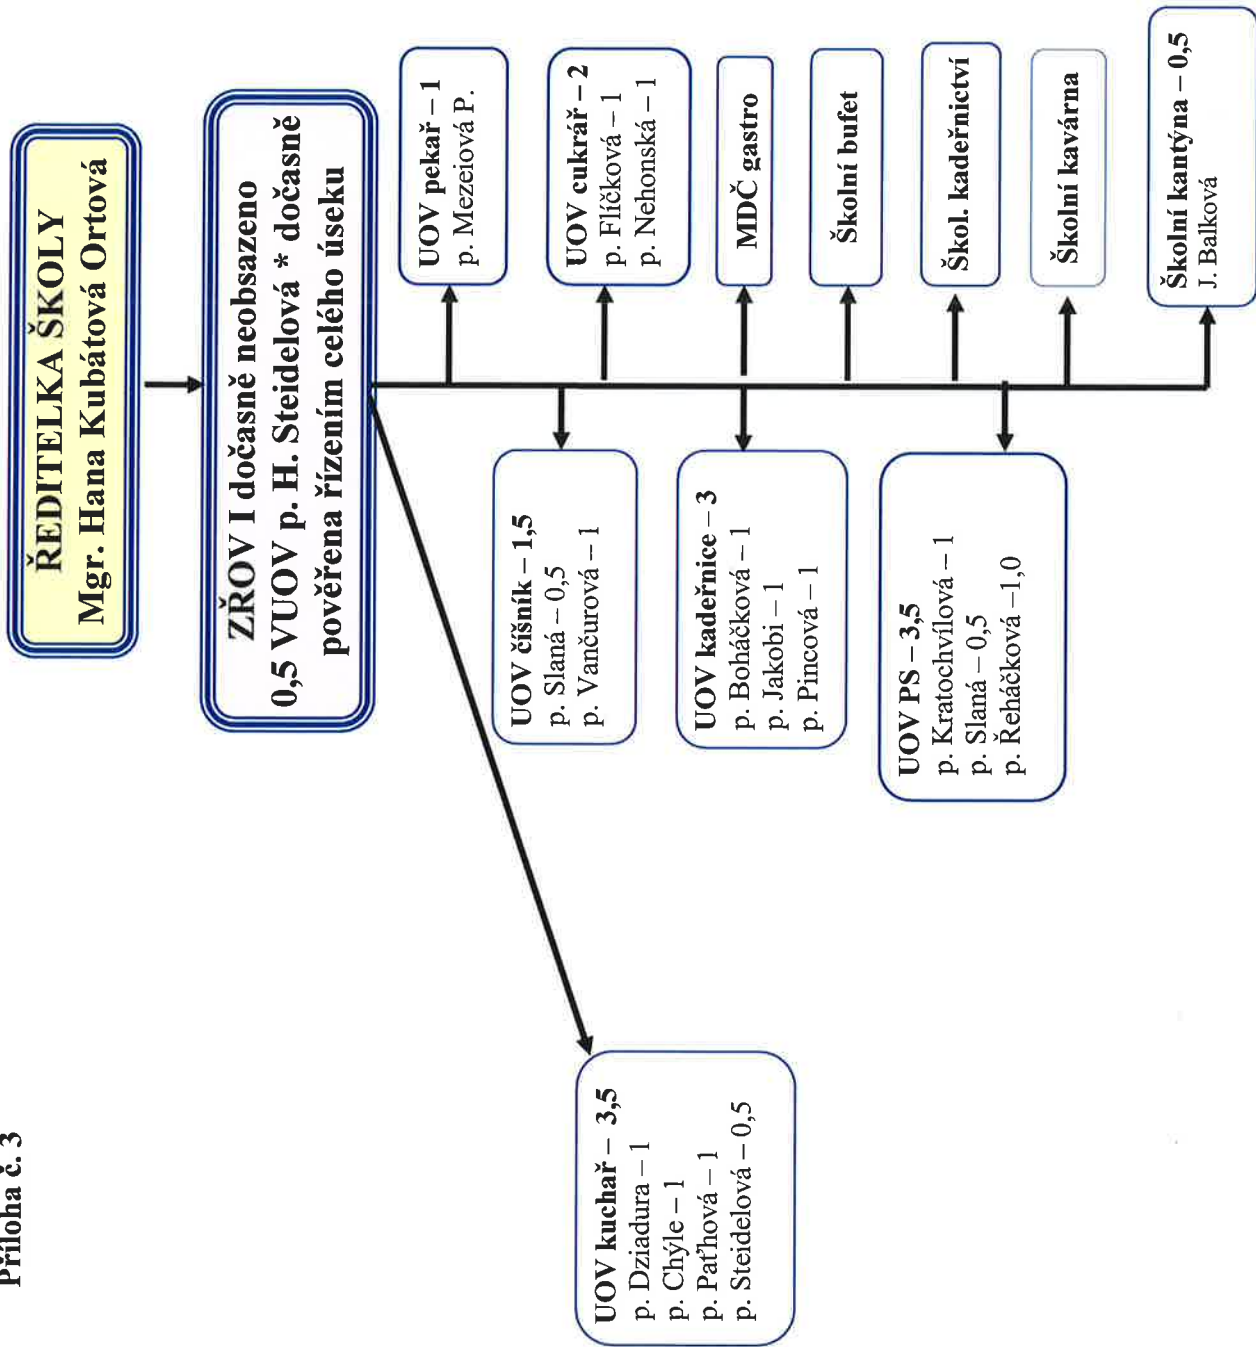 Příloha č. 3
ŘEDITELKA ŠKOLY
Mgr. Hana Kubátová Ortová
ZŘOV I dočasně neobsazeno
0,5 VUOV p. H. Steidelová * dočasně
pověřena řízením celého úseku
UOV kuchař – 3,5
p. Dziadura – 1
p. Chýle – 1
p. Paťhová – 1
p. Steidelová – 0,5
UOV číšník – 1,5
p. Slaná – 0,5
p. Vančurová – 1
UOV kadeřnice – 3
p. Boháčková – 1
p. Jakobi – 1
p. Pincová – 1
UOV PS – 3,5
p. Kratochvílová – 1
p. Slaná – 0,5
p. Řeháčková –1,0
UOV pekař – 1
p. Mezeiová P.
UOV cukrář – 2
p. Flíčková – 1
p. Nehonská – 1
MDČ gastro
Školní bufet
Škol. kadeřnictví
Školní kavárna
Školní kantýna – 0,5
J. Balková